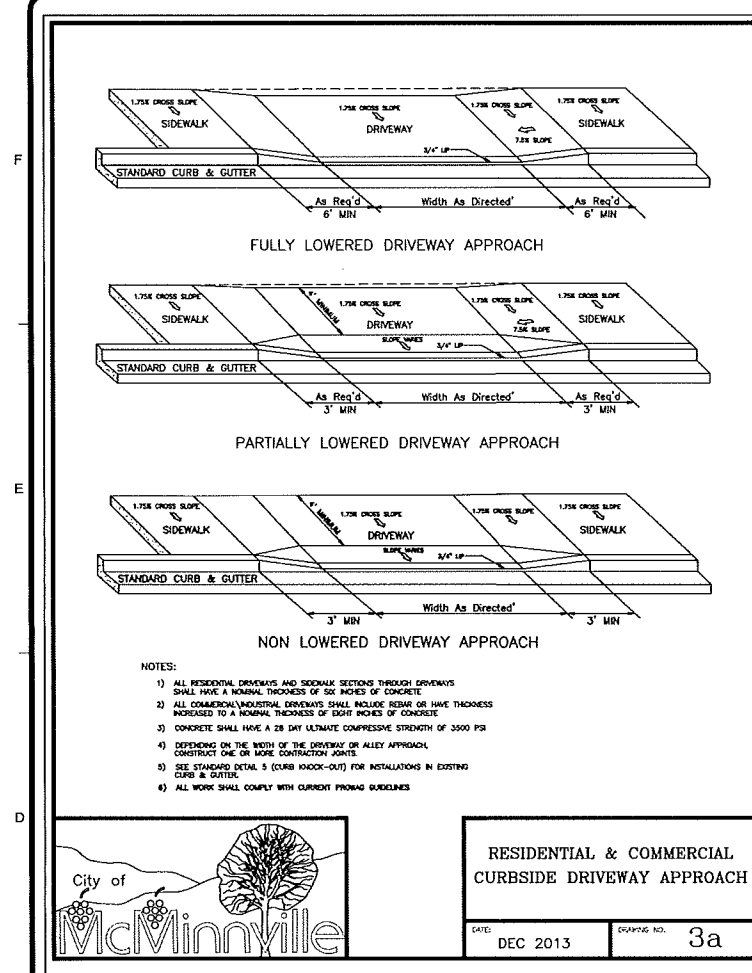 F
1.75% CROSS SLOPE
SIDEWALK
1.75% CROSS SLOPE
DRIVEWAY
1.75% CROSS SLOPE
7.5% SLOPE
1.75% CROSS SLOPE
SIDEWALK
3/4" LIP
STANDARD CURB & GUTTER
As Req'd
6' MIN
Width As Directed'
As Req'd
6' MIN
FULLY LOWERED DRIVEWAY APPROACH
1.75% CROSS SLOPE
SIDEWALK
MINIMUM
1.75% CROSS SLOPE
DRIVEWAY
SLOPE VARIES
1.75% CROSS SLOPE
7.5% SLOPE
1.75% CROSS SLOPE
SIDEWALK
3/4" LIP
STANDARD CURB & GUTTER
As Req'd
3' MIN
Width As Directed'
As Req'd
3' MIN
PARTIALLY LOWERED DRIVEWAY APPROACH
E
1.75% CROSS SLOPE
SIDEWALK
MINIMUM
1.75% CROSS SLOPE
DRIVEWAY
SLOPE VARIES
1.75% CROSS SLOPE
1.75% CROSS SLOPE
SIDEWALK
3/4" LIP
STANDARD CURB & GUTTER
3' MIN
Width As Directed'
3' MIN
NON LOWERED DRIVEWAY APPROACH
NOTES:
1) ALL RESIDENTIAL DRIVEWAYS AND SIDEWALK SECTIONS THROUGH DRIVEWAYS
SHALL HAVE A NOMINAL THICKNESS OF SIX INCHES OF CONCRETE
2) ALL COMMERCIAL\INDUSTRIAL DRIVEWAYS SHALL INCLUDE REBAR OR HAVE THICKNESS
INCREASED TO A NOMINAL THICKNESS OF EIGHT INCHES OF CONCRETE
3) CONCRETE SHALL HAVE A 28 DAY ULTIMATE COMPRESSIVE STRENGTH OF 3500 PSI
4) DEPENDING ON THE WIDTH OF THE DRIVEWAY OR ALLEY APPROACH,
CONSTRUCT ONE OR MORE CONTRACTION JOINTS.
5) SEE STANDARD DETAIL 5 (CURB KNOCK-OUT) FOR INSTALLATIONS IN EXISTING
CURB & GUTTER.
6) ALL WORK SHALL COMPLY WITH CURRENT PROWAG GUIDELINES
D
City of
McMinnville
RESIDENTIAL & COMMERCIAL
CURBSIDE DRIVEWAY APPROACH
DATE:
DEC 2013
DRAWING NO.
3a